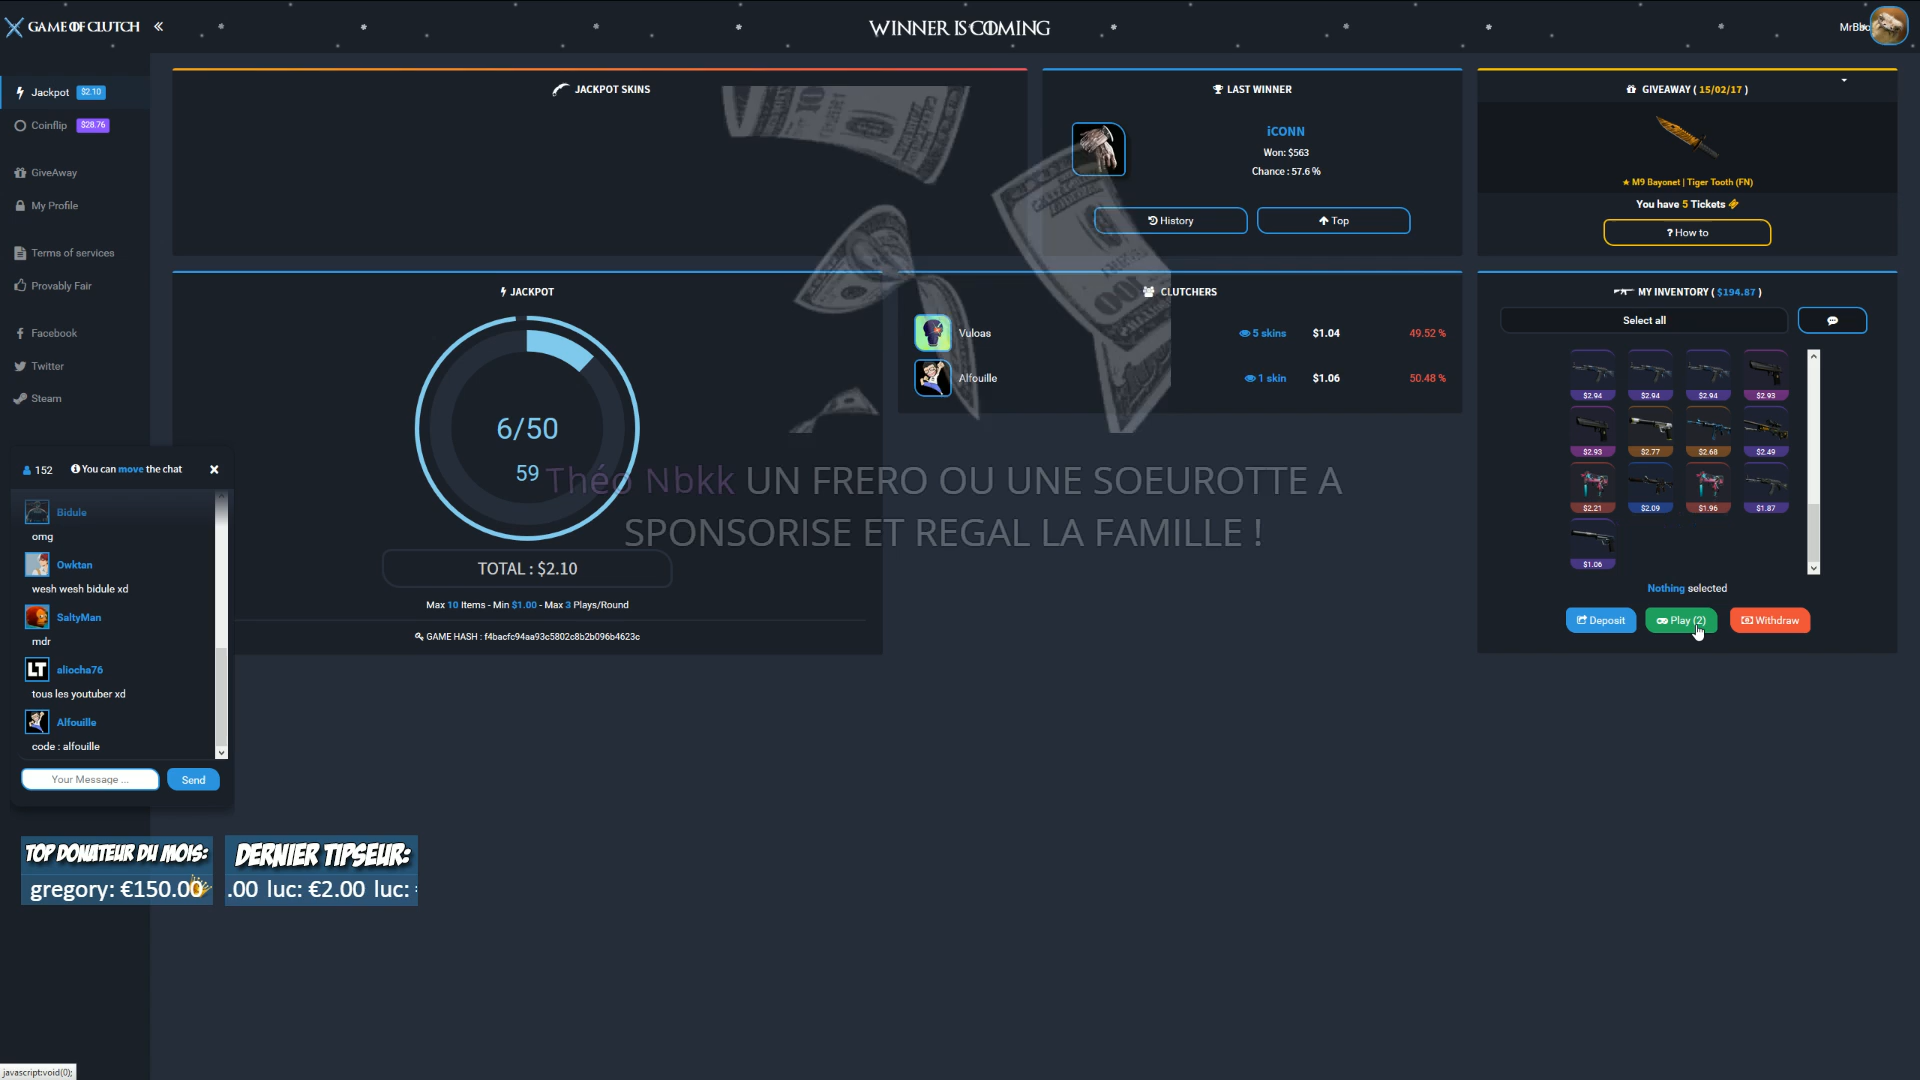 GAME OF CLUTCH «
WINNER IS COMING
Jackpot $2.10
Coinflip $28.76
GiveAway
My Profile
Terms of services
Provably Fair
Facebook
Twitter
Steam
JACKPOT SKINS
LAST WINNER
iCONN
Won: $563
Chance : 57.6 %
History
Top
GIVEAWAY ( 15/02/17 )
★ M9 Bayonet | Tiger Tooth (FN)
You have 5 Tickets
? How to
JACKPOT
6/50
59
TOTAL : $2.10
Max 10 Items - Min $1.00 - Max 3 Plays/Round
GAME HASH : f4bacfc94aa93c5802c8b2b096b4623c
CLUTCHERS
Vuloas 5 skins $1.04 49.52 %
Alfouille 1 skin $1.06 50.48 %
Théo Nbkk UN FRERO OU UNE SOEUROTTE A
SPONSORISE ET REGAL LA FAMILLE !
MY INVENTORY ( $194.87 )
Select all
$2.94 $2.94 $2.94 $2.93
$2.93 $2.77 $2.68 $2.49
$2.21 $2.09 $1.96 $1.87
$1.06
Nothing selected
Deposit
Play (2)
Withdraw
152 You can move the chat
Bidule
omg
Owktan
wesh wesh bidule xd
SaltyMan
mdr
LT aliocha76
tous les youtuber xd
Alfouille
code : alfouille
Your Message ...
Send
TOP DONATEUR DU MOIS:
gregory: €150.00
DERNIER TIPSEUR:
.00 luc: €2.00 luc:
javascript:void(0);